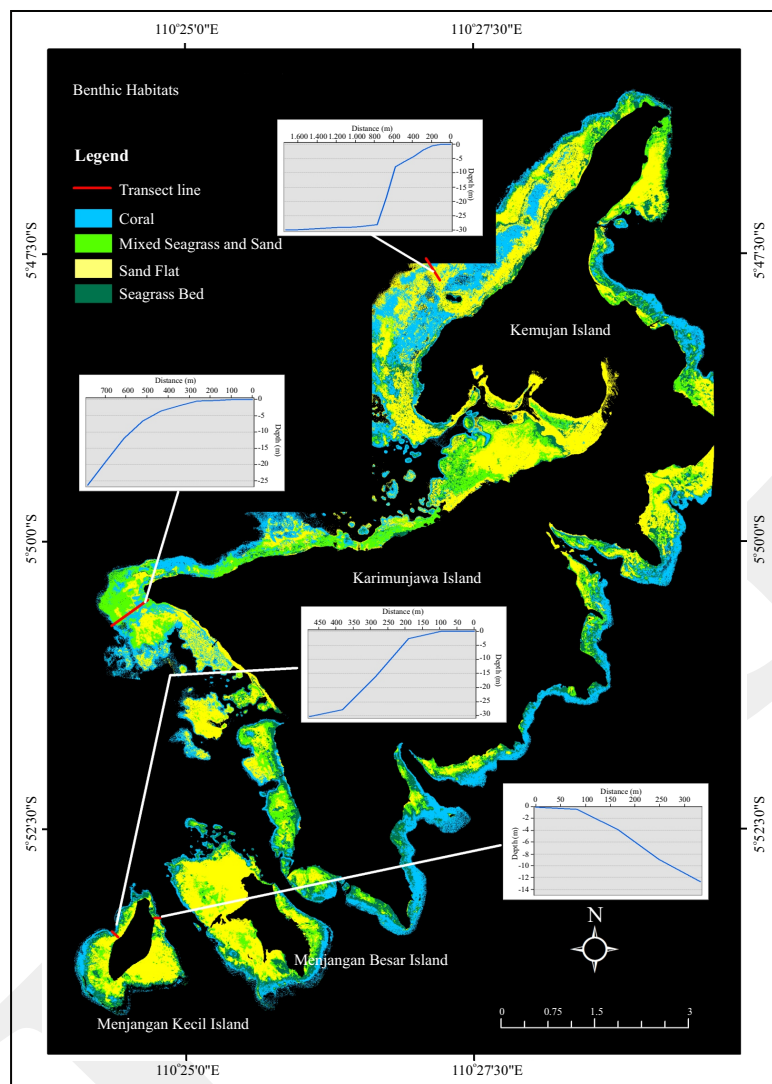 110°25'0"E 110°27'30"E
Benthic Habitats
Legend
Transect line
Coral
Mixed Seagrass and Sand
Sand Flat
Seagrass Bed
Distance (m)
1.600 1.400 1.200 1.000 800 600 400 200 0
0
-5
-10
-15
-20
-25
-30
Depth (m)
5°47'30"S 5°47'30"S
Kemujan Island
Distance (m)
700 600 500 400 300 200 100 0
0
-5
-10
-15
-20
-25
Depth (m)
5°50'0"S 5°50'0"S
Karimunjawa Island
Distance (m)
450 400 350 300 250 200 150 100 50 0
0
-5
-10
-15
-20
-25
-30
Depth (m)
Distance (m)
0 50 100 150 200 250 300
0
-2
-4
-6
-8
-10
-12
-14
Depth (m)
5°52'30"S 5°52'30"S
N
Menjangan Besar Island
Menjangan Kecil Island
0 0.75 1.5 3
110°25'0"E 110°27'30"E